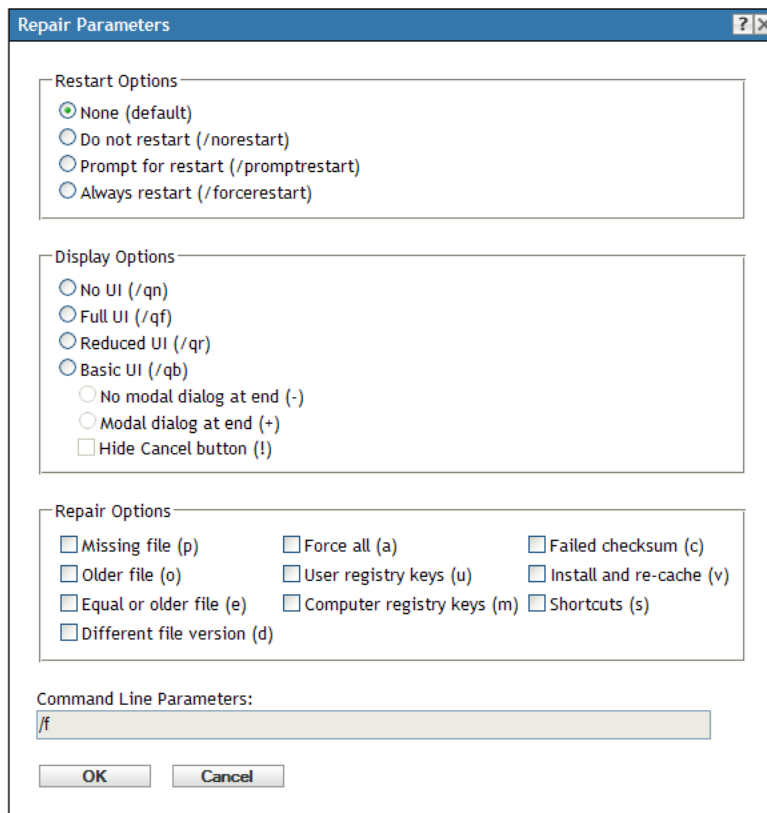 Repair Parameters ? X
Restart Options
None (default)
Do not restart (/norestart)
Prompt for restart (/promptrestart)
Always restart (/forcerestart)
Display Options
No UI (/qn)
Full UI (/qf)
Reduced UI (/qr)
Basic UI (/qb)
No modal dialog at end (-)
Modal dialog at end (+)
Hide Cancel button (!)
Repair Options
Missing file (p) Force all (a) Failed checksum (c)
Older file (o) User registry keys (u) Install and re-cache (v)
Equal or older file (e) Computer registry keys (m) Shortcuts (s)
Different file version (d)
Command Line Parameters:
/f
OK Cancel